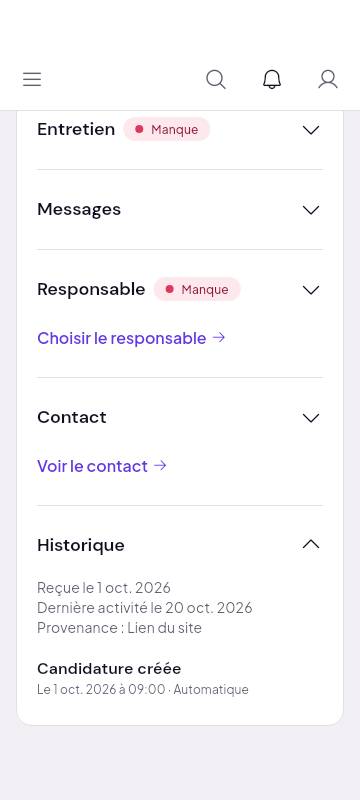 Entretien Manque
Messages
Responsable Manque
Choisir le responsable →
Contact
Voir le contact →
Historique
Reçue le 1 oct. 2026
Dernière activité le 20 oct. 2026
Provenance : Lien du site
Candidature créée
Le 1 oct. 2026 à 09:00 · Automatique